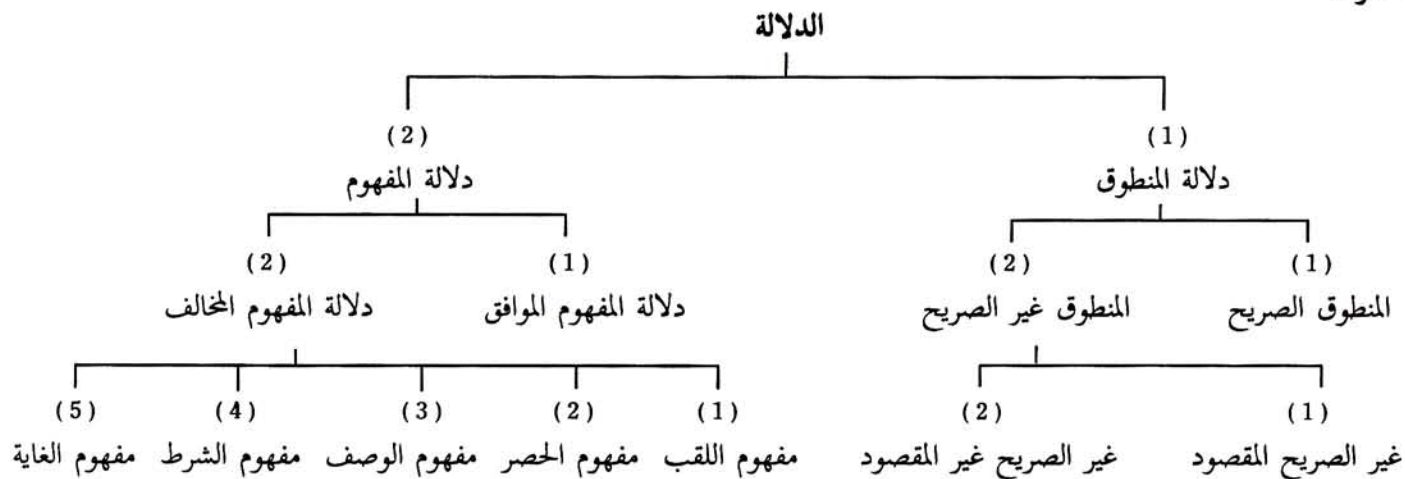 الدلالة
(1) (2)
دلالة المنطوق دلالة المفهوم
(1) (2) (1) (2)
المنطوق الصريح المنطوق غير الصريح دلالة المفهوم الموافق دلالة المفهوم المخالف
(1) (2) (1) (2) (3) (4) (5)
غير الصريح المقصود غير الصريح غير المقصود مفهوم اللقب مفهوم الحصر مفهوم الوصف مفهوم الشرط مفهوم الغاية